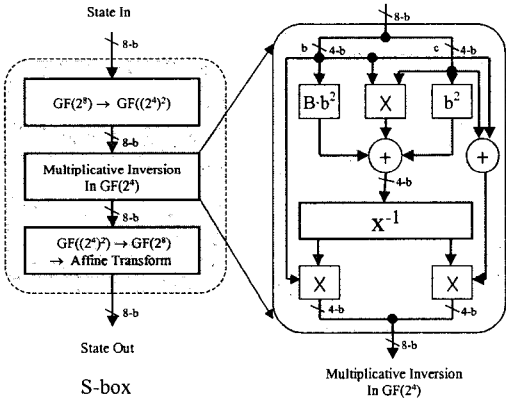 State In
8-b
GF(2⁸) → GF((2⁴)²)
8-b
Multiplicative Inversion
In GF(2⁴)
8-b
GF((2⁴)²) → GF(2⁸)
→ Affine Transform
8-b
State Out
S-box
8-b
b 4-b c 4-b
B·b² X b²
+ +
4-b
X⁻¹
X X
4-b 4-b
8-b
Multiplicative Inversion
In GF(2⁴)